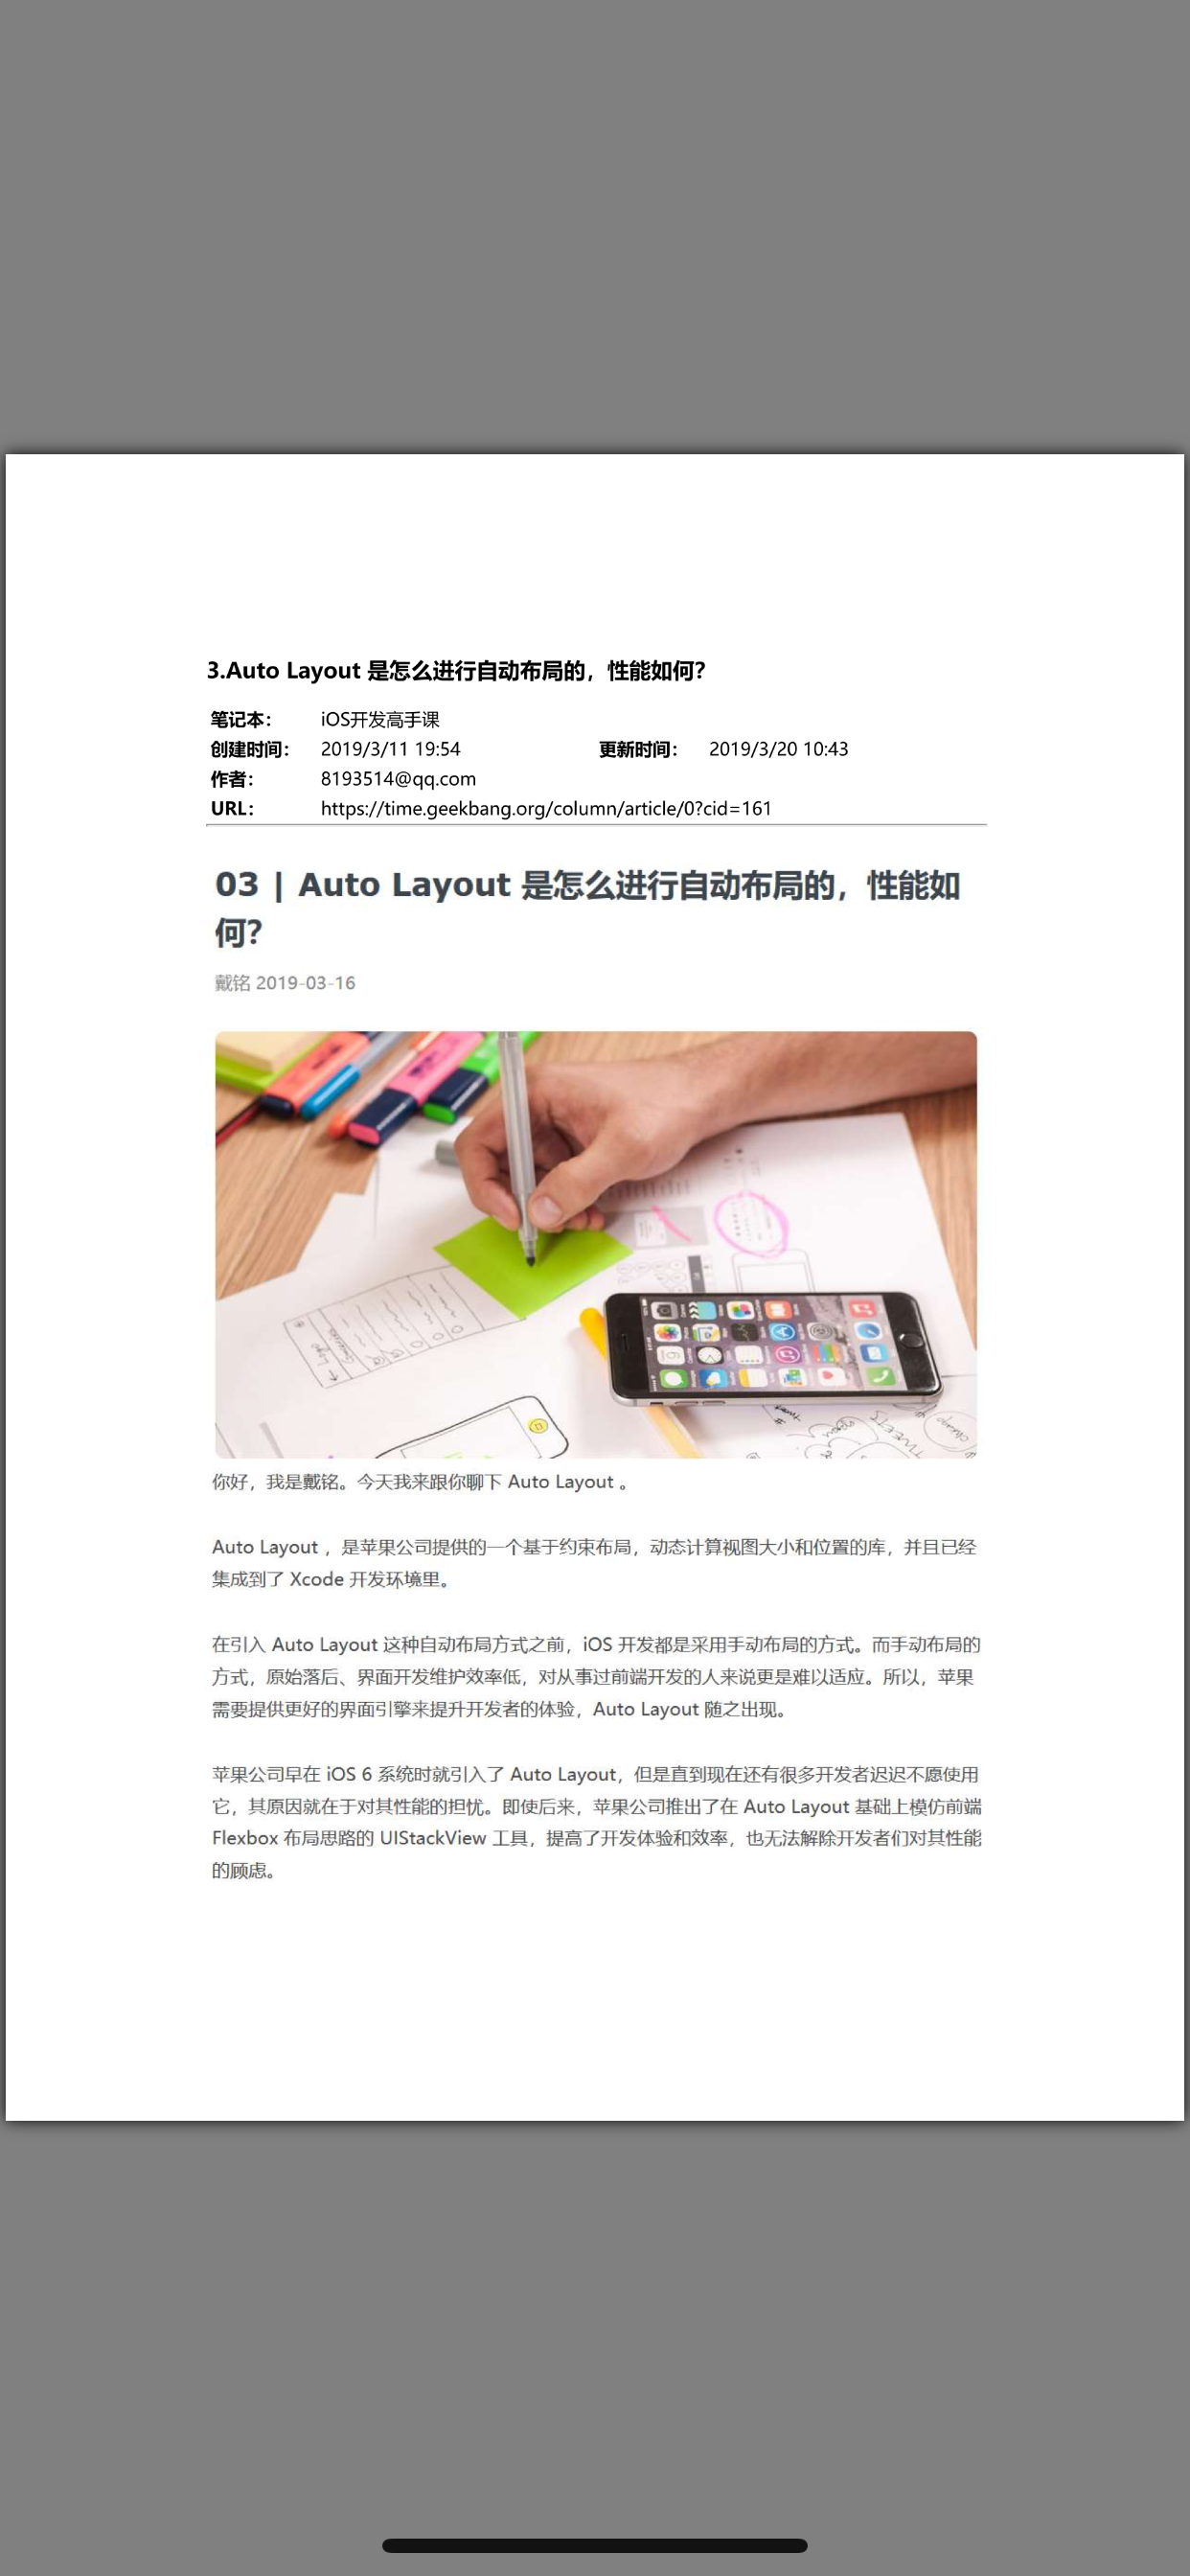 3.Auto Layout 是怎么进行自动布局的，性能如何？
笔记本： iOS开发高手课
创建时间： 2019/3/11 19:54 更新时间： 2019/3/20 10:43
作者： 8193514@qq.com
URL： https://time.geekbang.org/column/article/0?cid=161
03 | Auto Layout 是怎么进行自动布局的，性能如
何？
戴铭 2019-03-16
你好，我是戴铭。今天我来跟你聊下 Auto Layout 。
Auto Layout ，是苹果公司提供的一个基于约束布局，动态计算视图大小和位置的库，并且已经
集成到了 Xcode 开发环境里。
在引入 Auto Layout 这种自动布局方式之前，iOS 开发都是采用手动布局的方式。而手动布局的
方式，原始落后、界面开发维护效率低，对从事过前端开发的人来说更是难以适应。所以，苹果
需要提供更好的界面引擎来提升开发者的体验，Auto Layout 随之出现。
苹果公司早在 iOS 6 系统时就引入了 Auto Layout，但是直到现在还有很多开发者迟迟不愿使用
它，其原因就在于对其性能的担忧。即使后来，苹果公司推出了在 Auto Layout 基础上模仿前端
Flexbox 布局思路的 UIStackView 工具，提高了开发体验和效率，也无法解除开发者们对其性能
的顾虑。